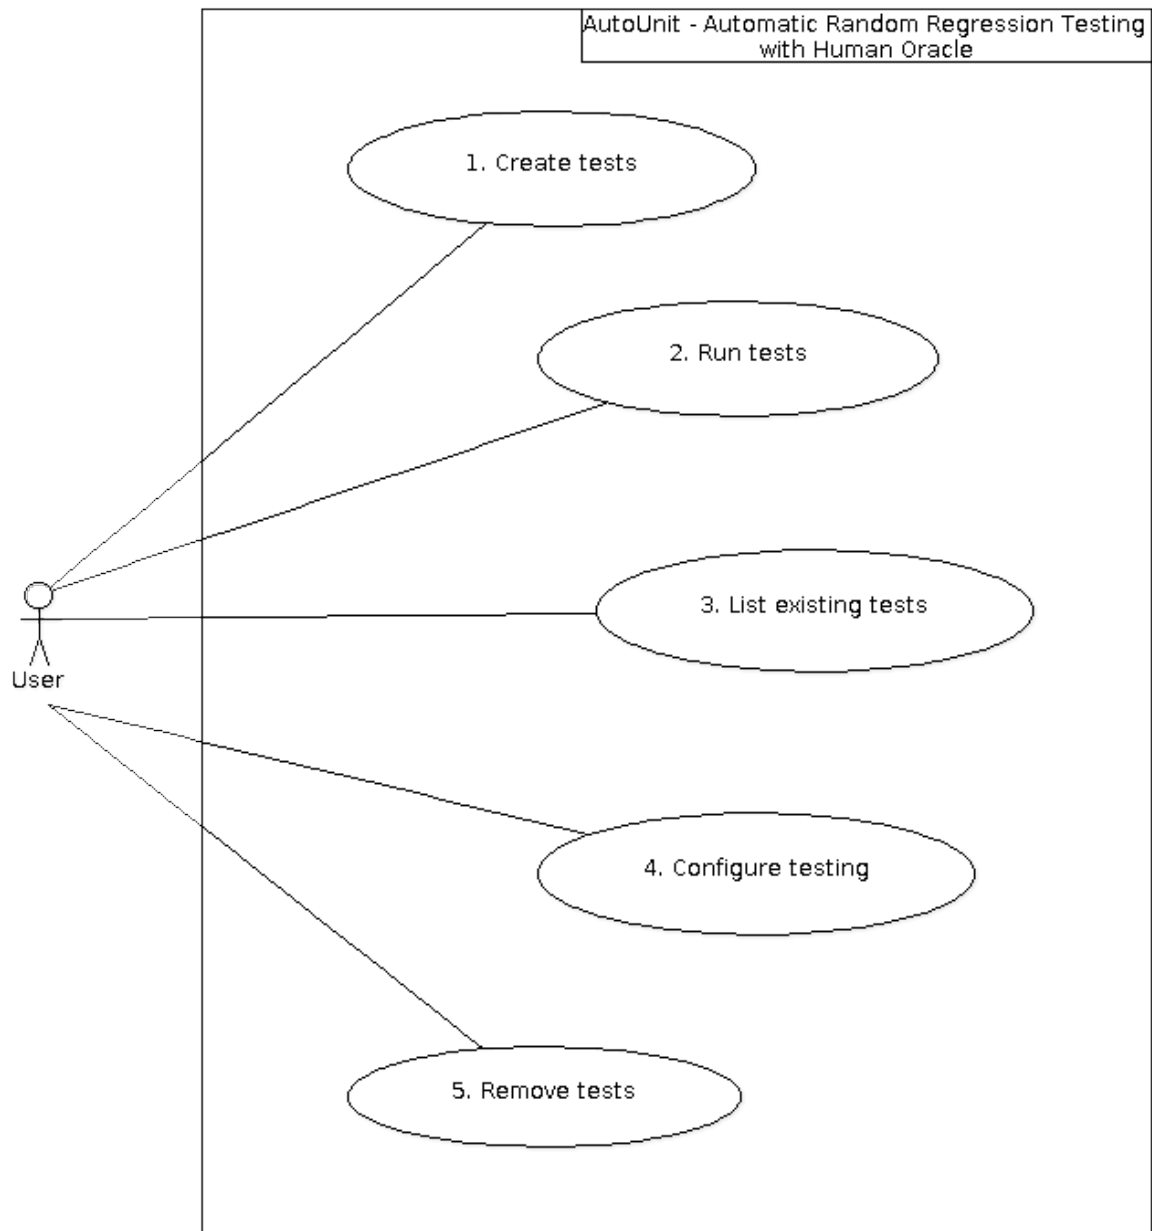 AutoUnit - Automatic Random Regression Testing
with Human Oracle
1. Create tests
2. Run tests
3. List existing tests
User
4. Configure testing
5. Remove tests